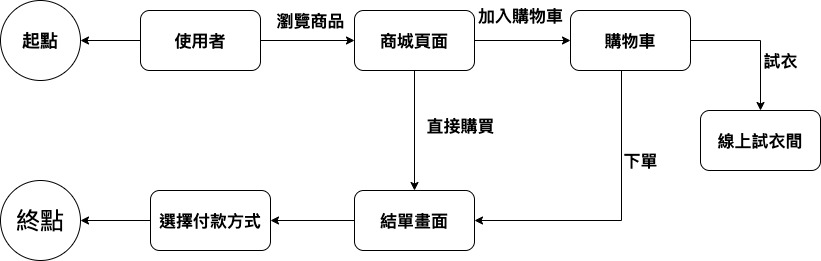 起點
使用者
瀏覽商品
商城頁面
加入購物車
購物車
試衣
線上試衣間
直接購買
下單
終點
選擇付款方式
結單畫面